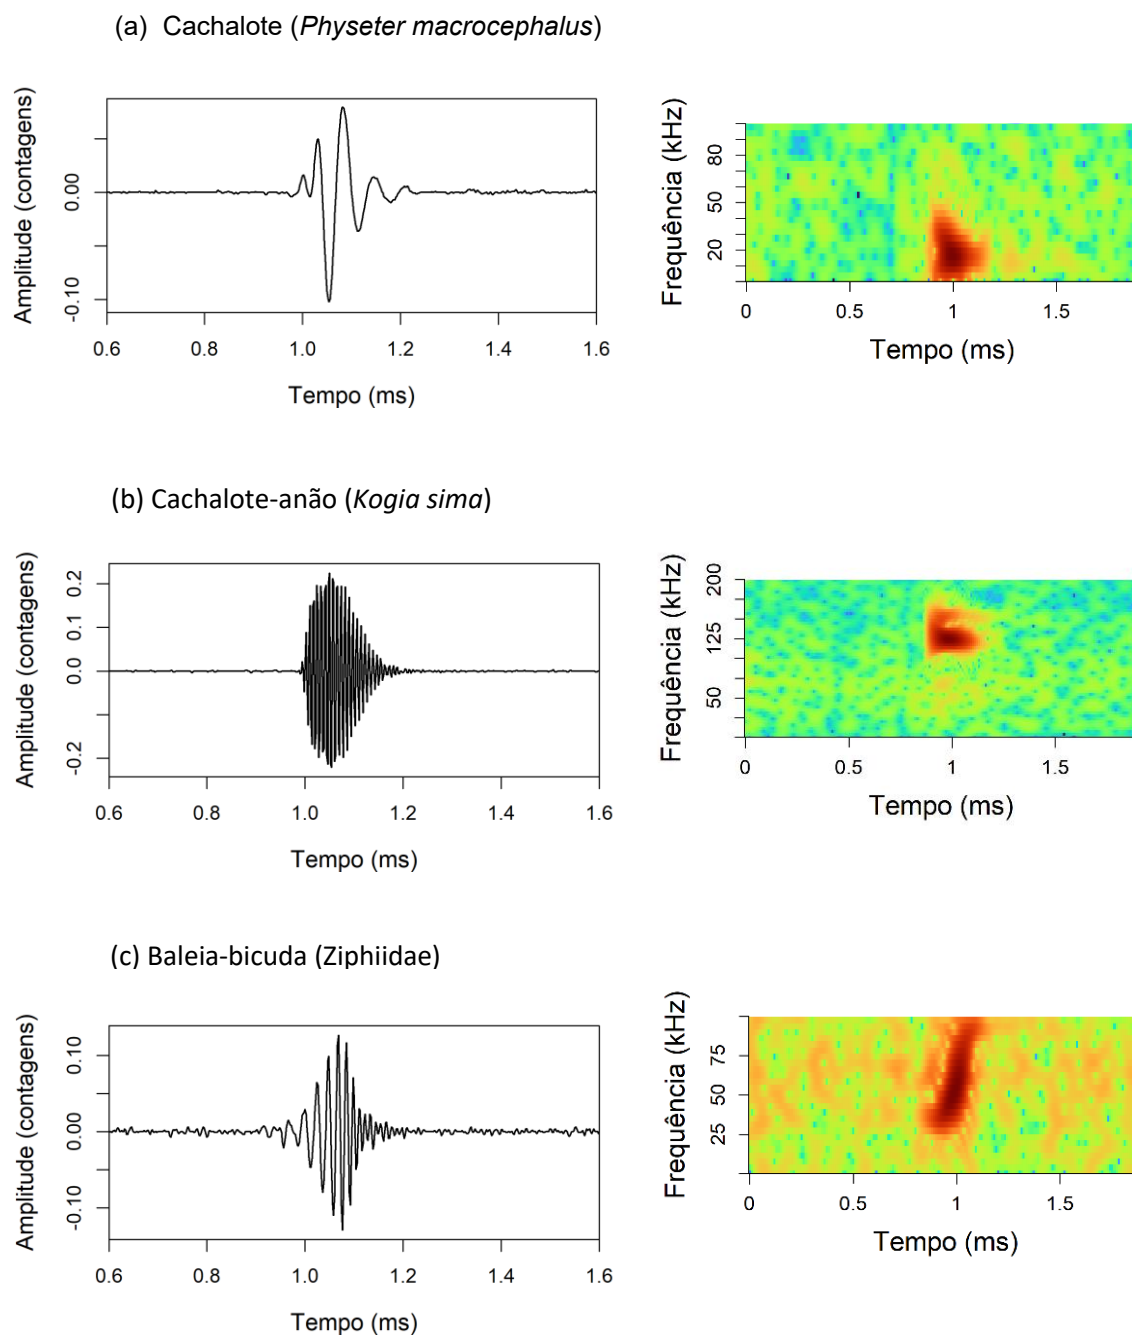 (a) Cachalote (Physeter macrocephalus)
Amplitude (contagens)
0.00
-0.10
0.6 0.8 1.0 1.2 1.4 1.6
Tempo (ms)
Frequência (kHz)
80
50
20
0 0.5 1 1.5
Tempo (ms)
(b) Cachalote-anão (Kogia sima)
Amplitude (contagens)
0.2
0.1
0.0
-0.2
0.6 0.8 1.0 1.2 1.4 1.6
Tempo (ms)
Frequência (kHz)
200
125
50
0 0.5 1 1.5
Tempo (ms)
(c) Baleia-bicuda (Ziphiidae)
Amplitude (contagens)
0.10
0.00
-0.10
0.6 0.8 1.0 1.2 1.4 1.6
Tempo (ms)
Frequência (kHz)
75
50
25
0 0.5 1 1.5
Tempo (ms)